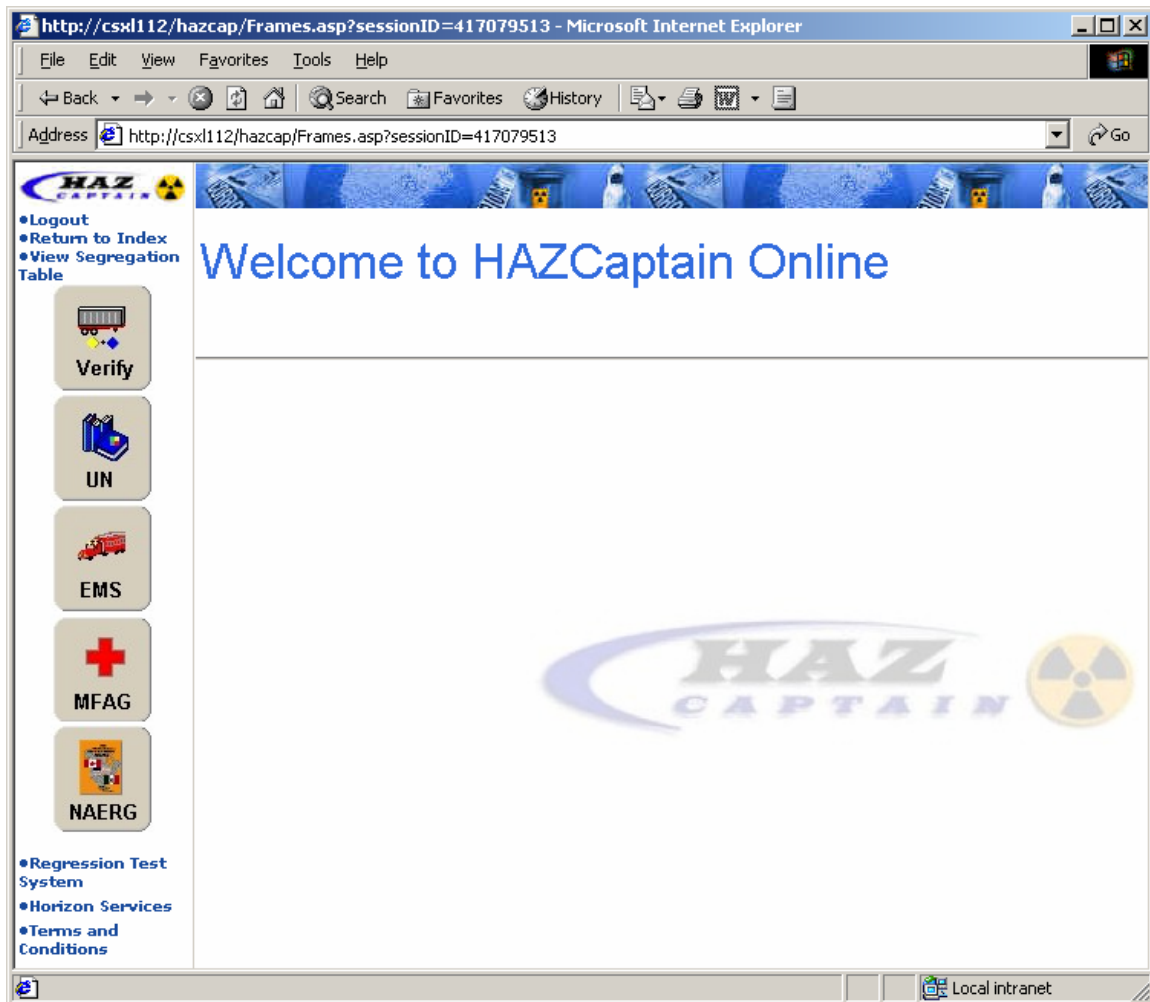 http://csxl112/hazcap/Frames.asp?sessionID=417079513 - Microsoft Internet Explorer
File Edit View Favorites Tools Help
Back Search Favorites History
Address http://csxl112/hazcap/Frames.asp?sessionID=417079513 Go
HAZ
CAPTAIN
•Logout
•Return to Index
•View Segregation
Table
Verify
UN
EMS
MFAG
NAERG
•Regression Test
System
•Horizon Services
•Terms and
Conditions
Welcome to HAZCaptain Online
HAZ
CAPTAIN
Local intranet